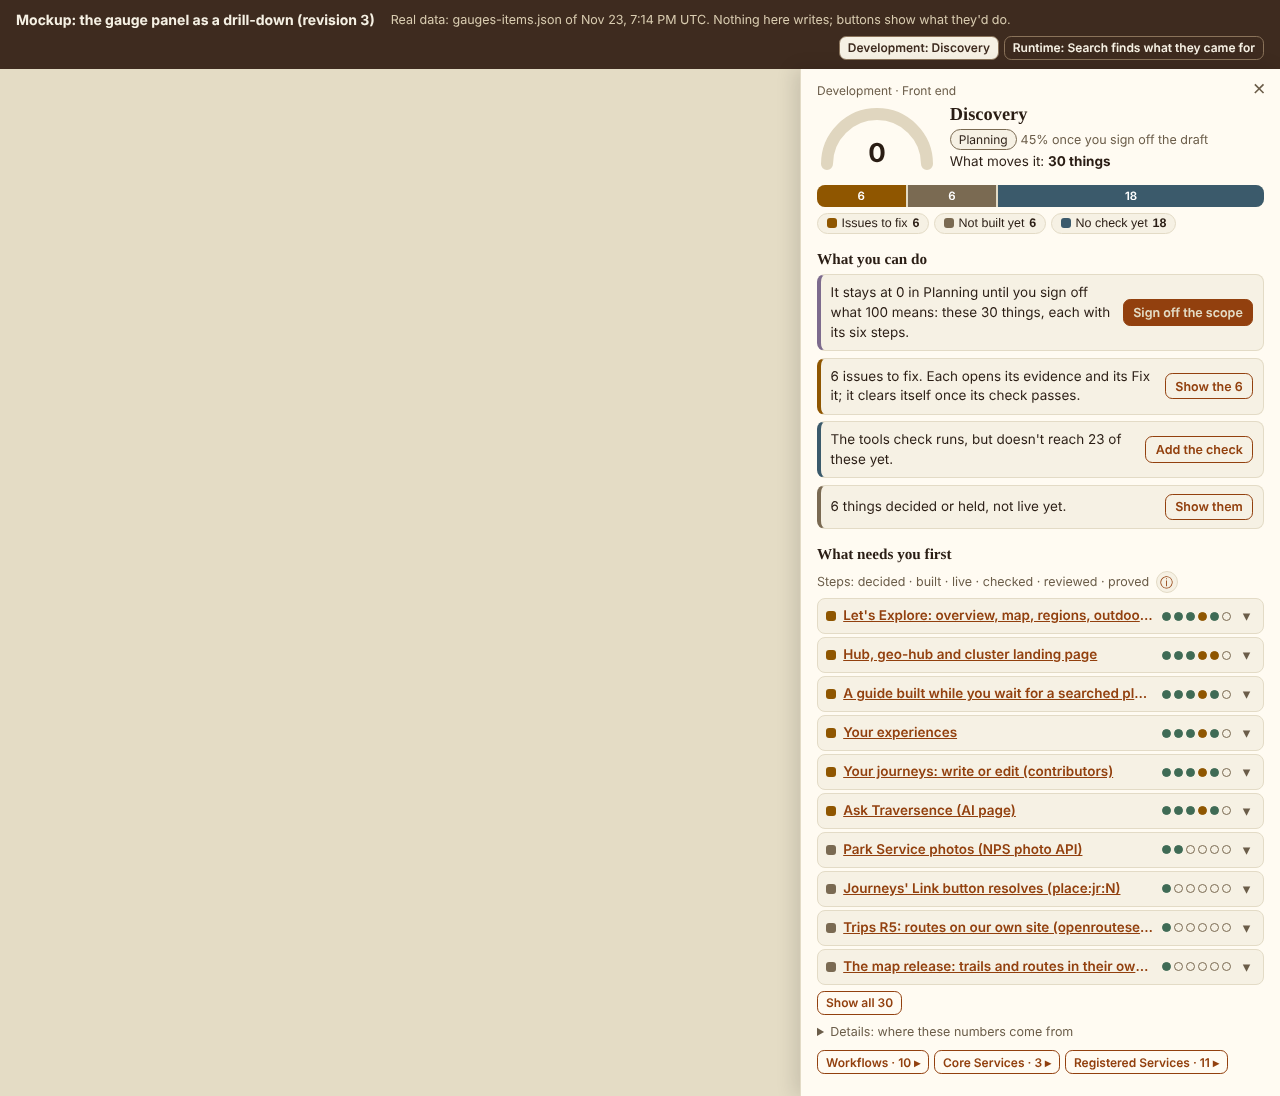 Mockup: the gauge panel as a drill-down (revision 3) Real data: gauges-items.json of Nov 23, 7:14 PM UTC. Nothing here writes; buttons show what they'd do.
Development: Discovery Runtime: Search finds what they came for
Development · Front end ✕
0
Discovery
Planning 45% once you sign off the draft
What moves it: 30 things
6 6 18
Issues to fix 6 Not built yet 6 No check yet 18
What you can do
It stays at 0 in Planning until you sign off
what 100 means: these 30 things, each with
its six steps.
Sign off the scope
6 issues to fix. Each opens its evidence and its Fix
it; it clears itself once its check passes.
Show the 6
The tools check runs, but doesn't reach 23 of
these yet.
Add the check
6 things decided or held, not live yet. Show them
What needs you first
Steps: decided · built · live · checked · reviewed · proved ⓘ
Let's Explore: overview, map, regions, outdoo… ▼
Hub, geo-hub and cluster landing page ▼
A guide built while you wait for a searched pl… ▼
Your experiences ▼
Your journeys: write or edit (contributors) ▼
Ask Traversence (AI page) ▼
Park Service photos (NPS photo API) ▼
Journeys' Link button resolves (place:jr:N) ▼
Trips R5: routes on our own site (openroutese… ▼
The map release: trails and routes in their ow… ▼
Show all 30
▶ Details: where these numbers come from
Workflows · 10 ▸ Core Services · 3 ▸ Registered Services · 11 ▸